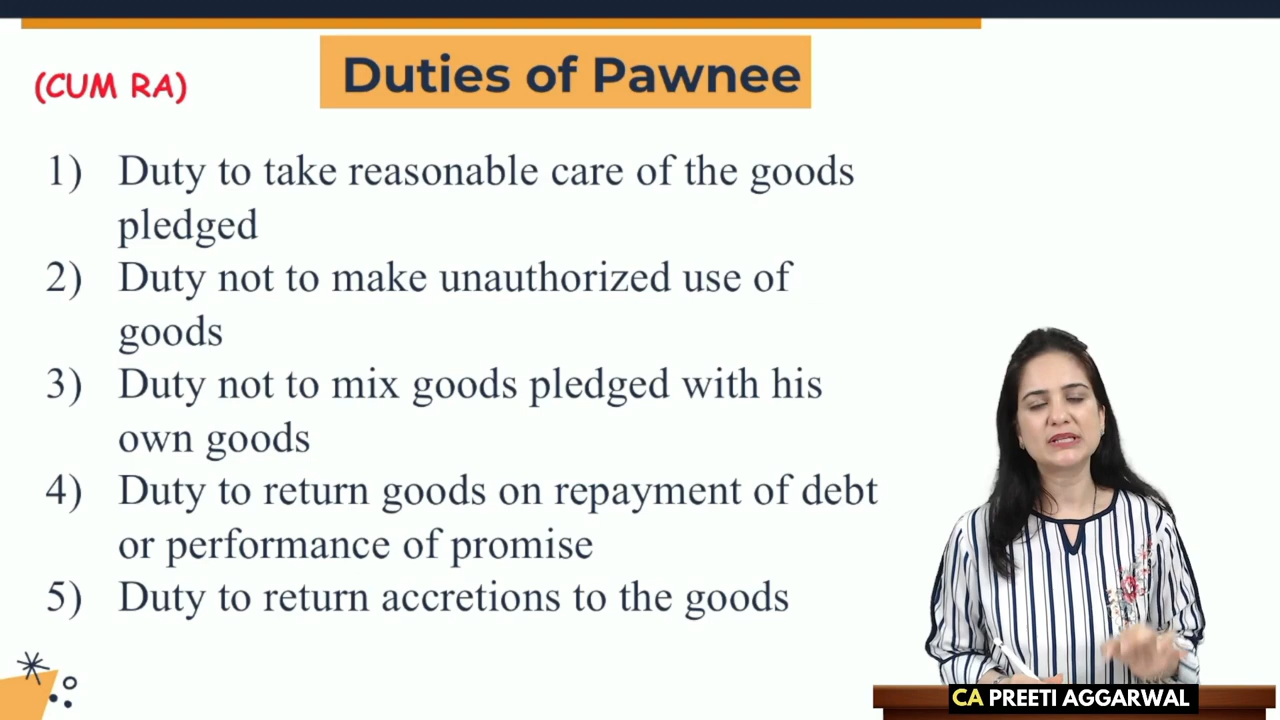 (CUM RA)
Duties of Pawnee
1) Duty to take reasonable care of the goods
pledged
2) Duty not to make unauthorized use of
goods
3) Duty not to mix goods pledged with his
own goods
4) Duty to return goods on repayment of debt
or performance of promise
5) Duty to return accretions to the goods
CA PREETI AGGARWAL